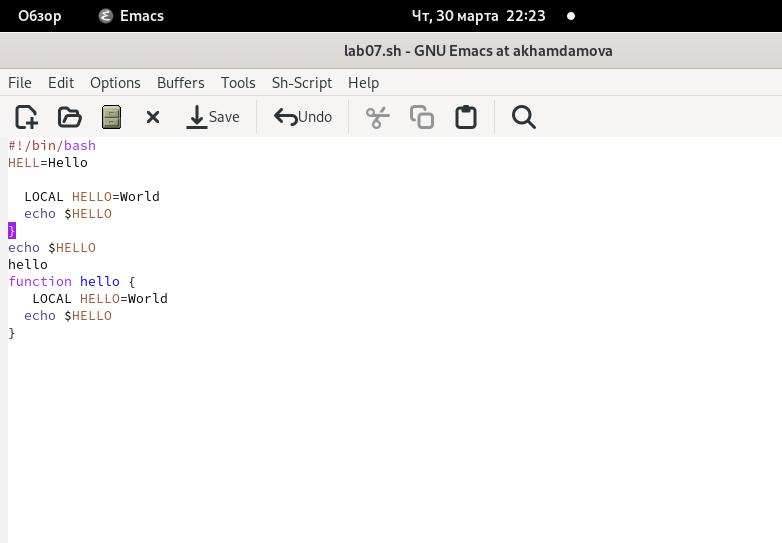 Обзор Emacs Чт, 30 марта 22:23
lab07.sh - GNU Emacs at akhamdamova
File Edit Options Buffers Tools Sh-Script Help
Save Undo
#!/bin/bash
HELL=Hello
LOCAL HELLO=World
echo $HELLO
}
echo $HELLO
hello
function hello {
LOCAL HELLO=World
echo $HELLO
}